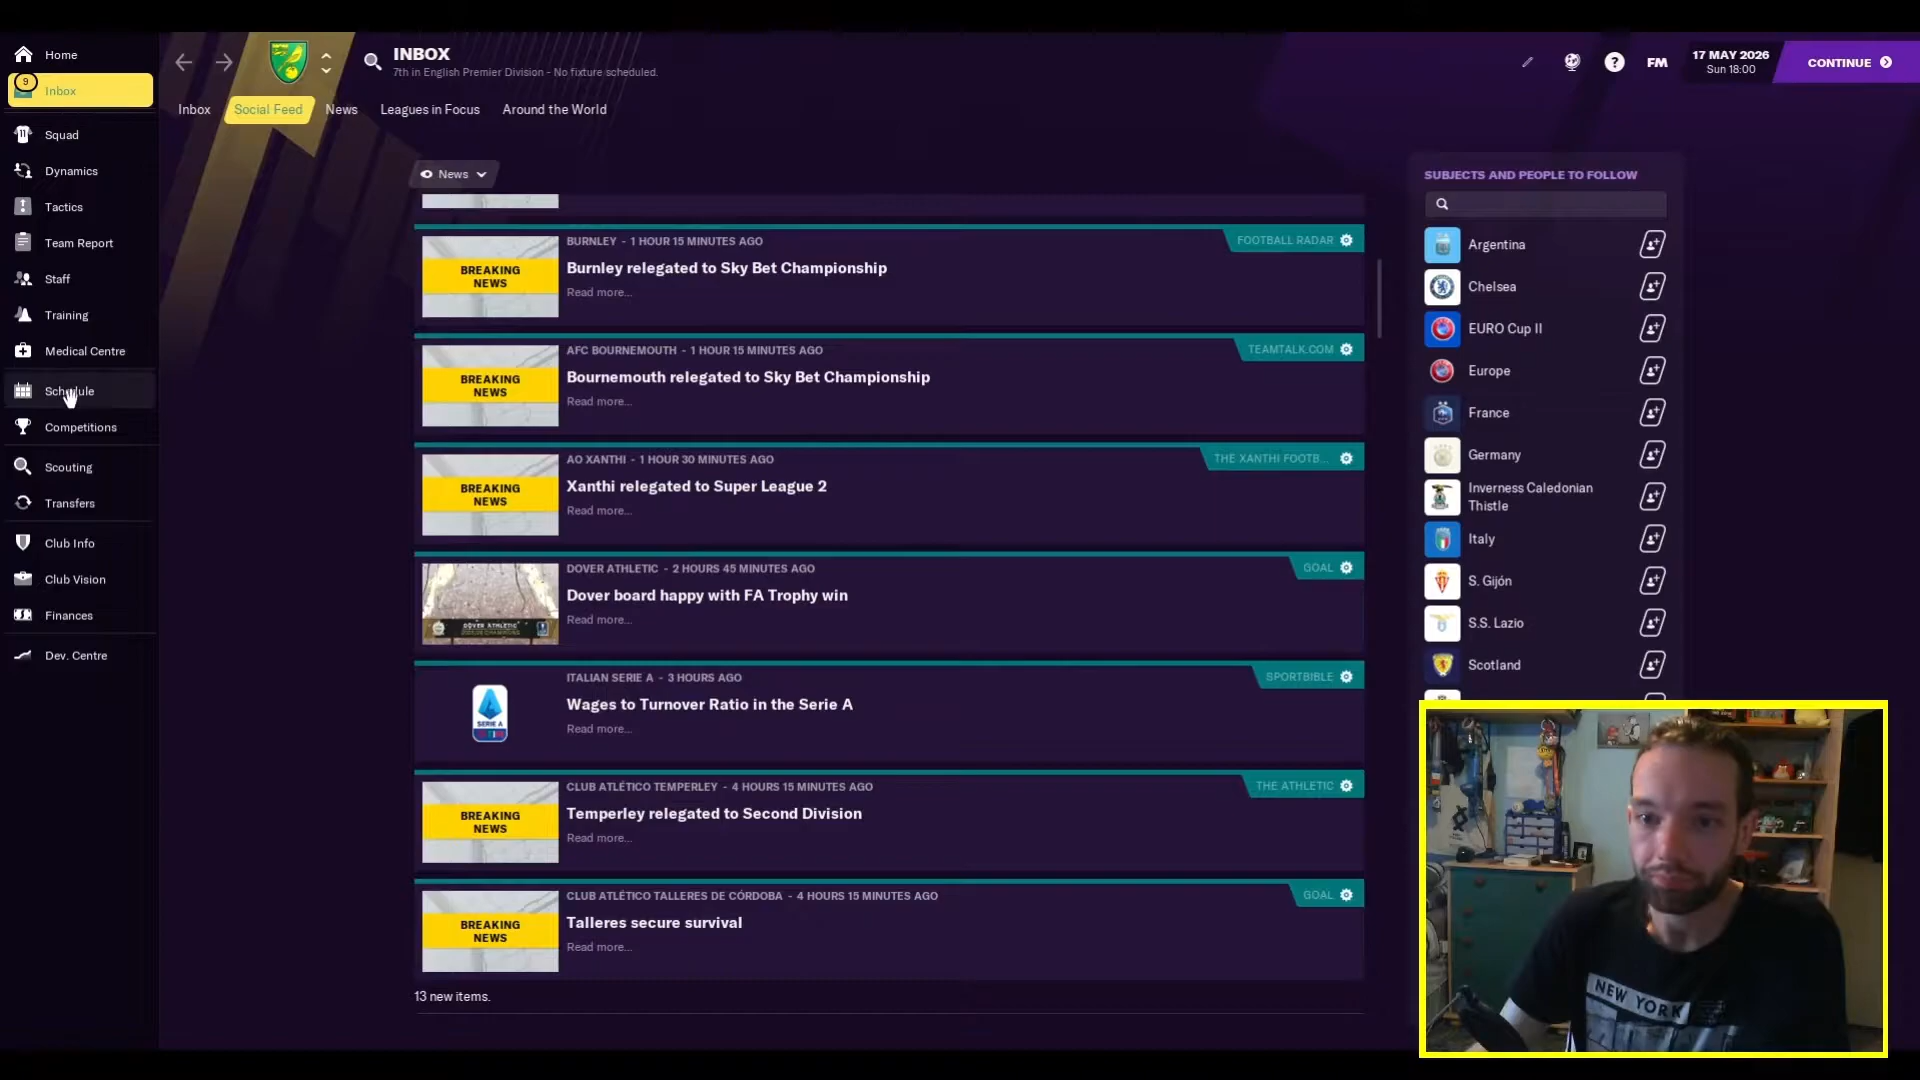 Home
9
Inbox
Squad
Dynamics
Tactics
Team Report
Staff
Training
Medical Centre
Schedule
Competitions
Scouting
Transfers
Club Info
Club Vision
Finances
Dev. Centre
INBOX
7th in English Premier Division - No fixture scheduled.
?
FM
17 MAY 2026
Sun 18:00
CONTINUE
Inbox Social Feed News Leagues in Focus Around the World
News
BREAKING NEWS
BURNLEY - 1 HOUR 15 MINUTES AGO
FOOTBALL RADAR
Burnley relegated to Sky Bet Championship
Read more...
BREAKING NEWS
AFC BOURNEMOUTH - 1 HOUR 15 MINUTES AGO
TEAMTALK.COM
Bournemouth relegated to Sky Bet Championship
Read more...
BREAKING NEWS
AO XANTHI - 1 HOUR 30 MINUTES AGO
THE XANTHI FOOTB...
Xanthi relegated to Super League 2
Read more...
DOVER ATHLETIC
DOVER ATHLETIC - 2 HOURS 45 MINUTES AGO
GOAL
Dover board happy with FA Trophy win
Read more...
SERIE A
ITALIAN SERIE A - 3 HOURS AGO
SPORTBIBLE
Wages to Turnover Ratio in the Serie A
Read more...
BREAKING NEWS
CLUB ATLÉTICO TEMPERLEY - 4 HOURS 15 MINUTES AGO
THE ATHLETIC
Temperley relegated to Second Division
Read more...
BREAKING NEWS
CLUB ATLÉTICO TALLERES DE CÓRDOBA - 4 HOURS 15 MINUTES AGO
GOAL
Talleres secure survival
Read more...
13 new items.
SUBJECTS AND PEOPLE TO FOLLOW
Argentina
Chelsea
EURO Cup II
Europe
France
Germany
Inverness Caledonian
Thistle
Italy
S. Gijón
S.S. Lazio
Scotland
NEW YORK